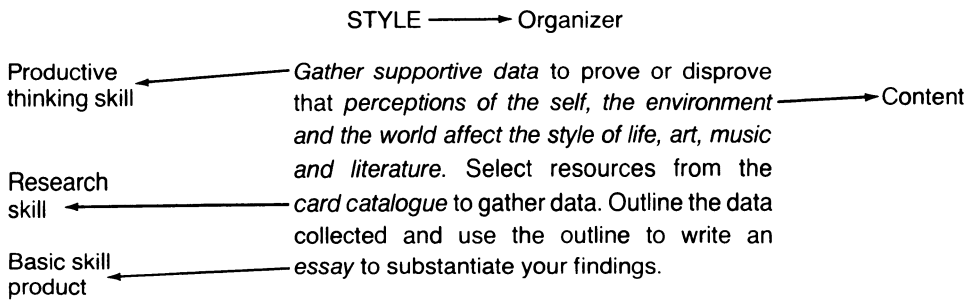 STYLE → Organizer
Productive
thinking skill
Gather supportive data to prove or disprove
that perceptions of the self, the environment
and the world affect the style of life, art, music
and literature. Select resources from the
card catalogue to gather data. Outline the data
collected and use the outline to write an
essay to substantiate your findings.
Content
Research
skill
Basic skill
product